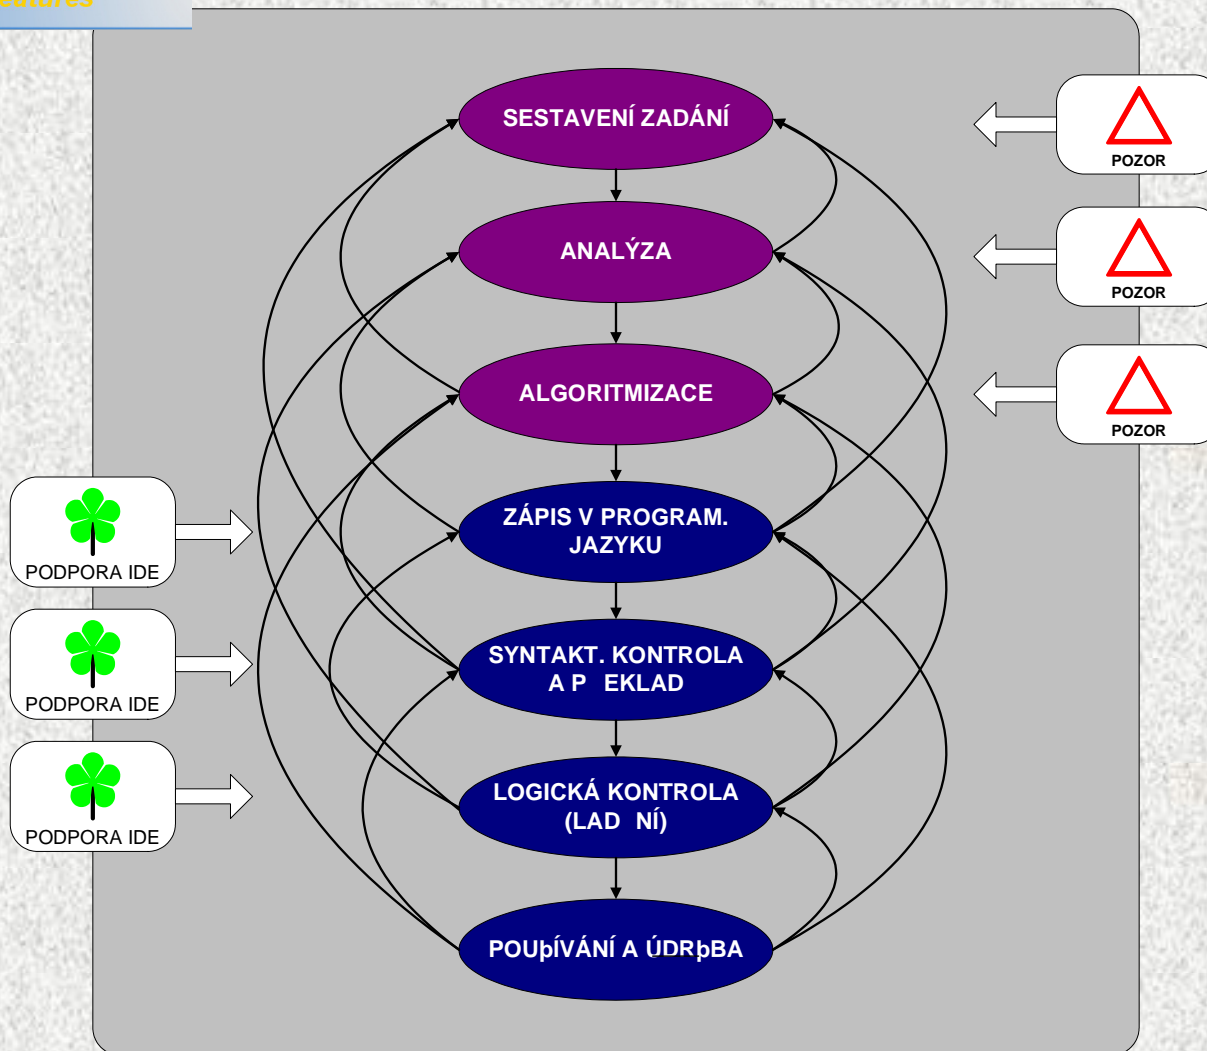 eatures
SESTAVENÍ ZADÁNÍ
POZOR
ANALÝZA
POZOR
ALGORITMIZACE
POZOR
ZÁPIS V PROGRAM.
JAZYKU
PODPORA IDE
SYNTAKT. KONTROLA
A P EKLAD
PODPORA IDE
LOGICKÁ KONTROLA
(LAD NÍ)
PODPORA IDE
POUþÍVÁNÍ A ÚDRþBA